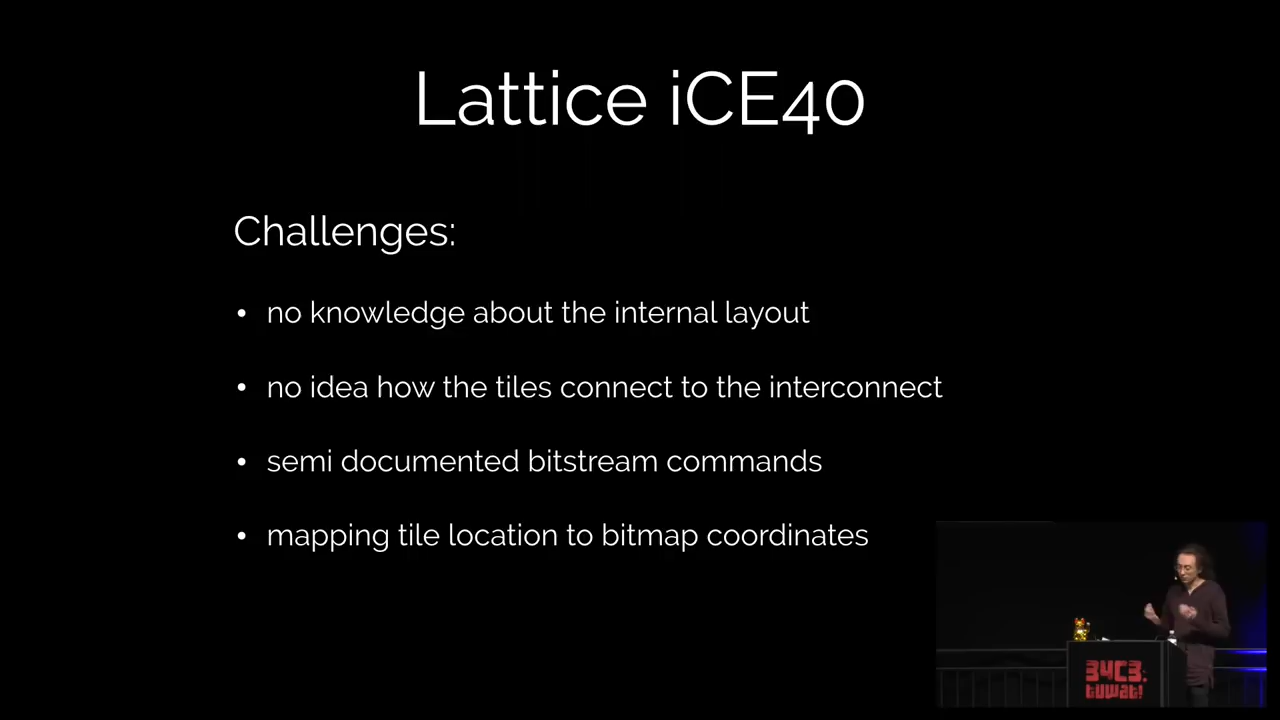 Lattice iCE40
Challenges:
• no knowledge about the internal layout
• no idea how the tiles connect to the interconnect
• semi documented bitstream commands
• mapping tile location to bitmap coordinates
34C3.
tuwat!